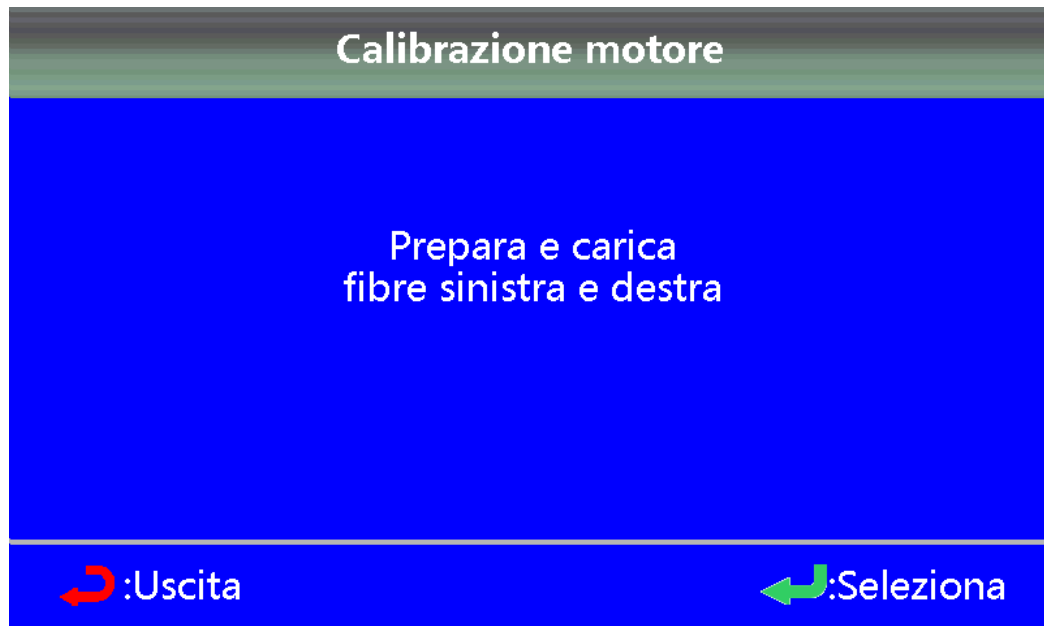 Calibrazione motore
Prepara e carica
fibre sinistra e destra
:Uscita
:Seleziona